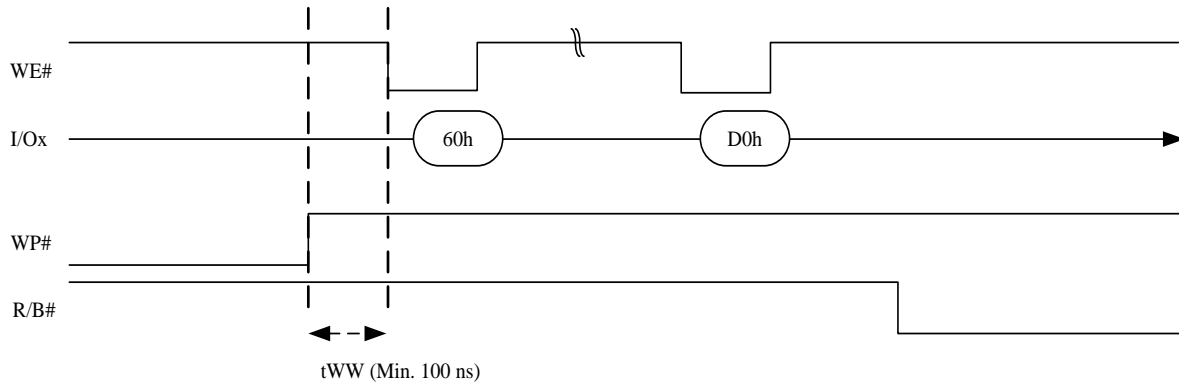 WE#
I/Ox
60h
D0h
WP#
R/B#
tWW (Min. 100 ns)